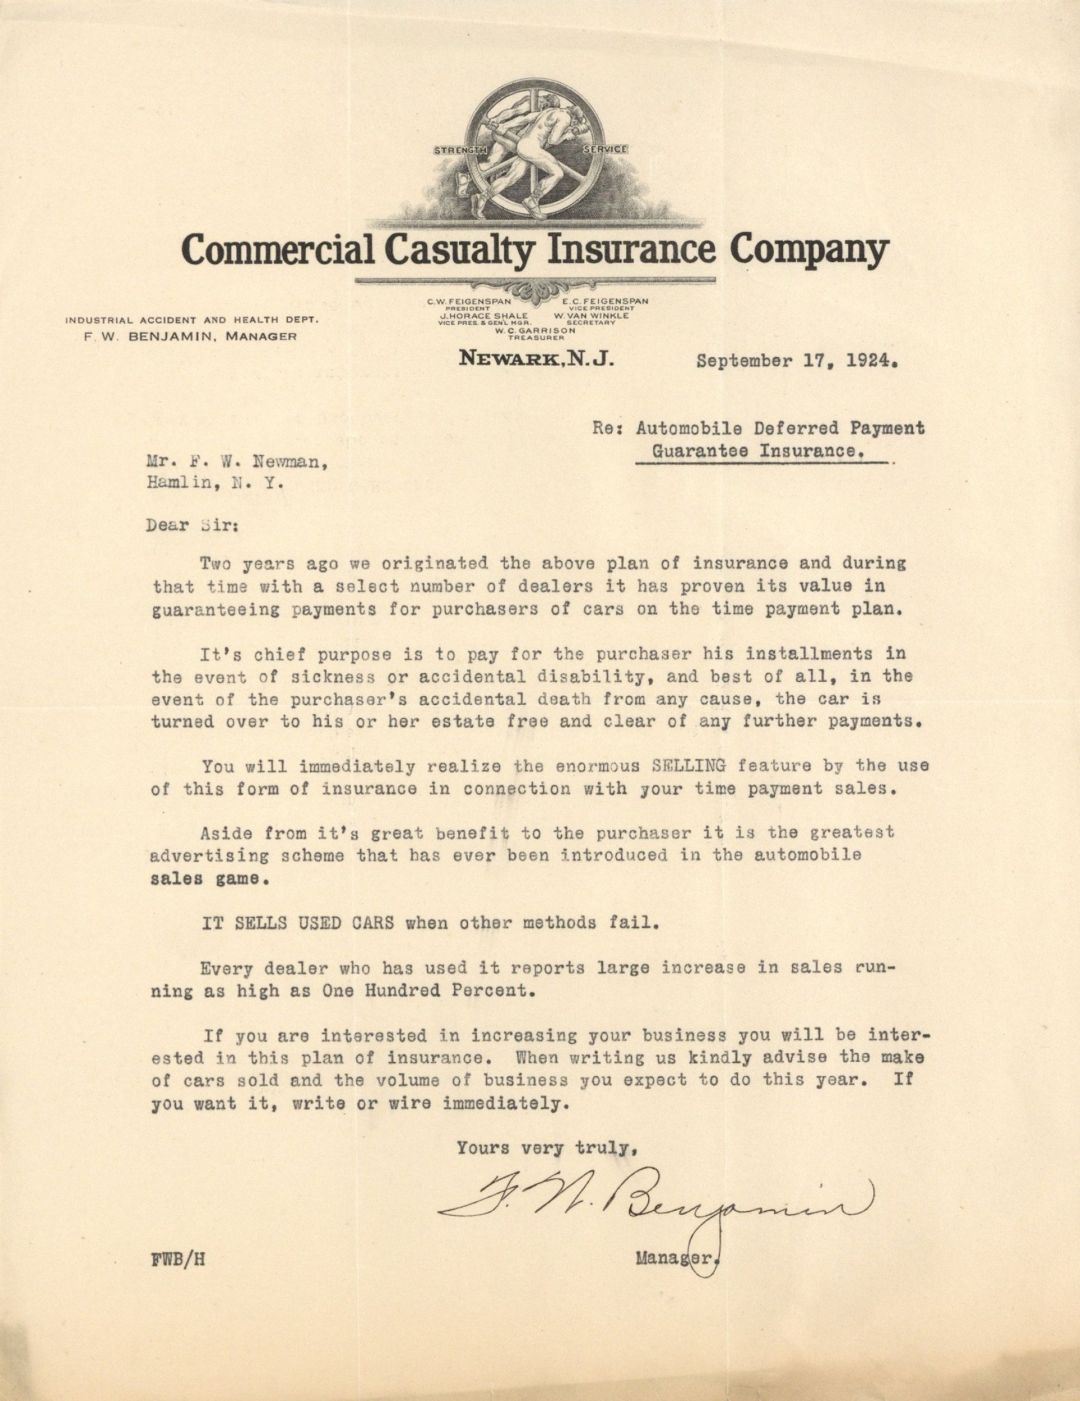 STRENGTH SERVICE
Commercial Casualty Insurance Company
C.W. FEIGENSPAN
PRESIDENT
E.C. FEIGENSPAN
VICE PRESIDENT
J. HORACE SHALE
VICE PRES. & GEN'L MGR.
W. VAN WINKLE
SECRETARY
W.C. GARRISON
TREASURER
INDUSTRIAL ACCIDENT AND HEALTH DEPT.
F. W. BENJAMIN, MANAGER
NEWARK, N.J.
September 17, 1924.
Re: Automobile Deferred Payment
Guarantee Insurance.
Mr. F. W. Newman,
Hamlin, N. Y.
Dear Sir:
Two years ago we originated the above plan of insurance and during
that time with a select number of dealers it has proven its value in
guaranteeing payments for purchasers of cars on the time payment plan.
It's chief purpose is to pay for the purchaser his installments in
the event of sickness or accidental disability, and best of all, in the
event of the purchaser's accidental death from any cause, the car is
turned over to his or her estate free and clear of any further payments.
You will immediately realize the enormous SELLING feature by the use
of this form of insurance in connection with your time payment sales.
Aside from it's great benefit to the purchaser it is the greatest
advertising scheme that has ever been introduced in the automobile
sales game.
IT SELLS USED CARS when other methods fail.
Every dealer who has used it reports large increase in sales run-
ning as high as One Hundred Percent.
If you are interested in increasing your business you will be inter-
ested in this plan of insurance. When writing us kindly advise the make
of cars sold and the volume of business you expect to do this year. If
you want it, write or wire immediately.
Yours very truly,
F. W. Benjamin
FWB/H
Manager.